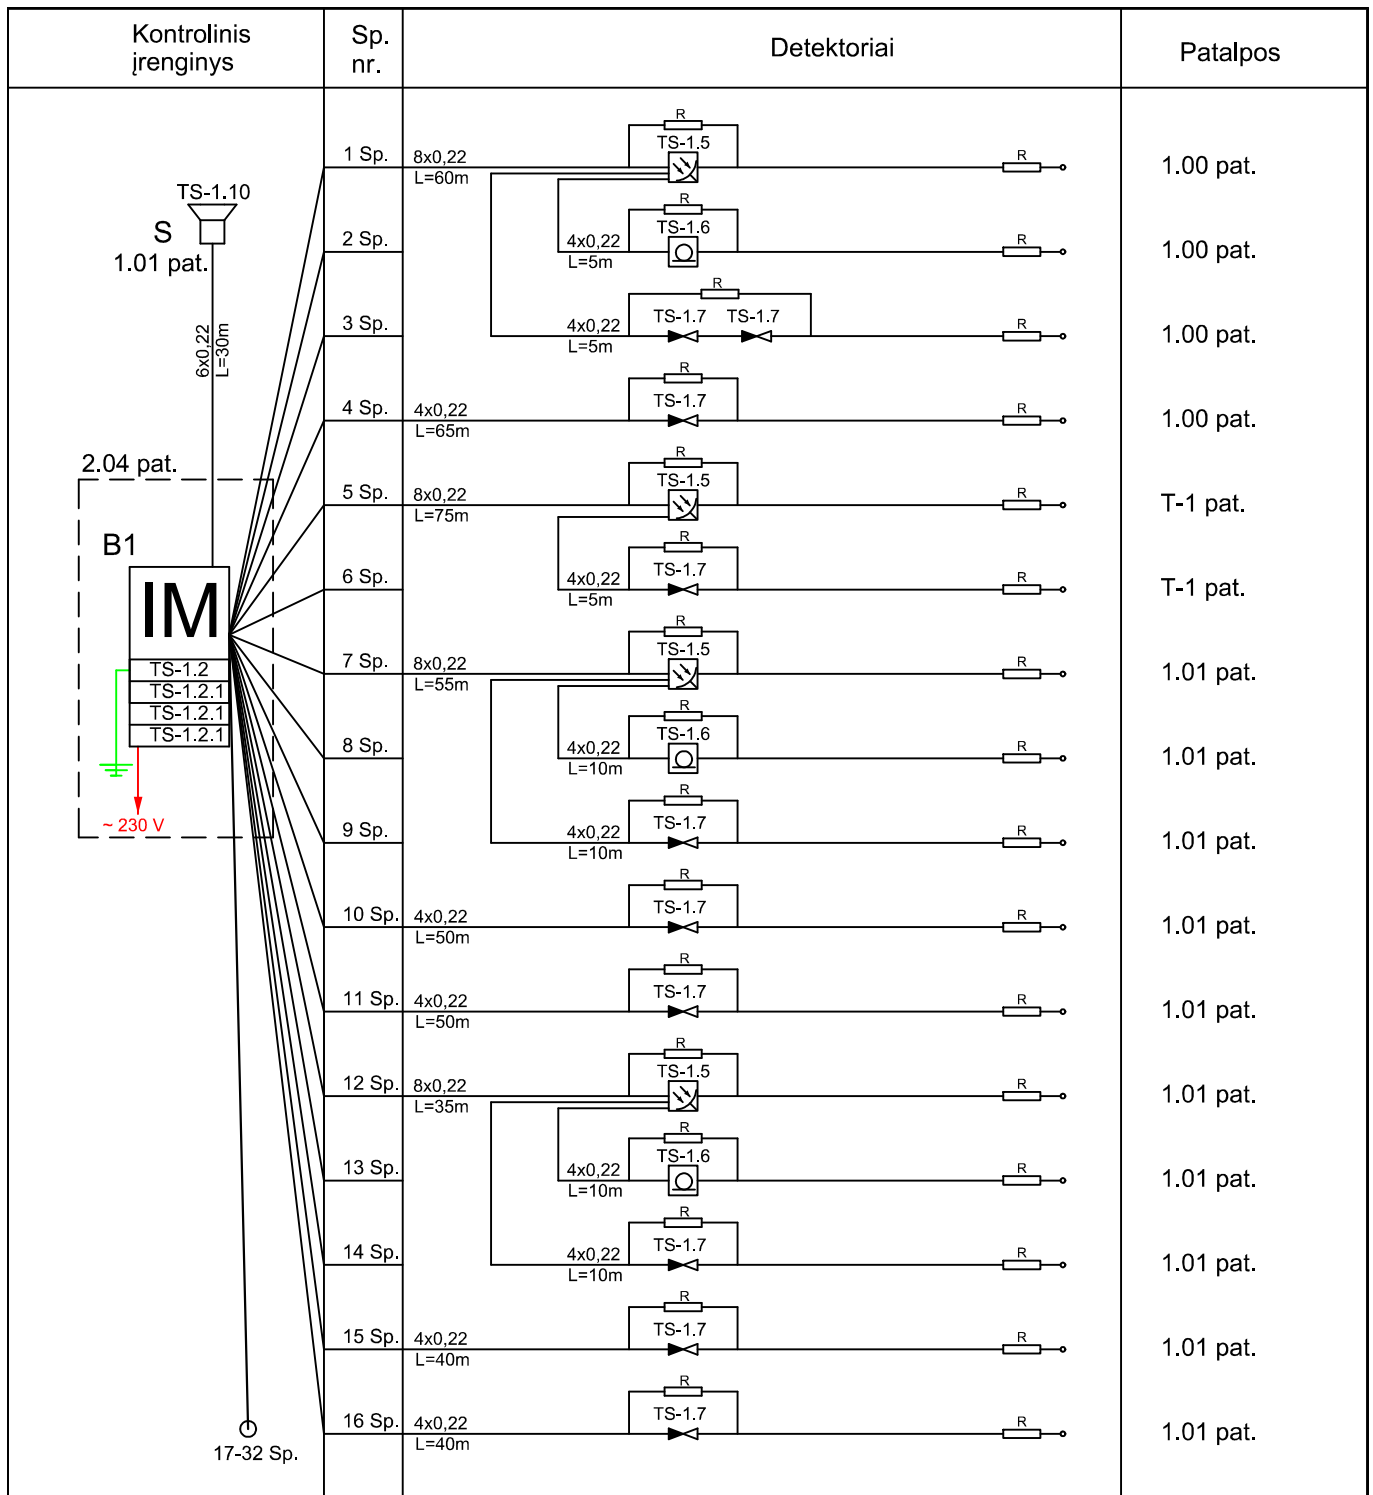 Kontrolinis
įrenginys
Sp.
nr.
Detektoriai
Patalpos
TS-1.10
S
1.01 pat.
6x0,22
L=30m
2.04 pat.
B1
IM
TS-1.2
TS-1.2.1
TS-1.2.1
TS-1.2.1
~ 230 V
17-32 Sp.
1 Sp.
8x0,22
L=60m
R
TS-1.5
R
1.00 pat.
2 Sp.
4x0,22
L=5m
R
TS-1.6
R
1.00 pat.
3 Sp.
4x0,22
L=5m
R
TS-1.7
TS-1.7
R
1.00 pat.
4 Sp.
4x0,22
L=65m
R
TS-1.7
R
1.00 pat.
5 Sp.
8x0,22
L=75m
R
TS-1.5
R
T-1 pat.
6 Sp.
4x0,22
L=5m
R
TS-1.7
R
T-1 pat.
7 Sp.
8x0,22
L=55m
R
TS-1.5
R
1.01 pat.
8 Sp.
4x0,22
L=10m
R
TS-1.6
R
1.01 pat.
9 Sp.
4x0,22
L=10m
R
TS-1.7
R
1.01 pat.
10 Sp.
4x0,22
L=50m
R
TS-1.7
R
1.01 pat.
11 Sp.
4x0,22
L=50m
R
TS-1.7
R
1.01 pat.
12 Sp.
8x0,22
L=35m
R
TS-1.5
R
1.01 pat.
13 Sp.
4x0,22
L=10m
R
TS-1.6
R
1.01 pat.
14 Sp.
4x0,22
L=10m
R
TS-1.7
R
1.01 pat.
15 Sp.
4x0,22
L=40m
R
TS-1.7
R
1.01 pat.
16 Sp.
4x0,22
L=40m
R
TS-1.7
R
1.01 pat.